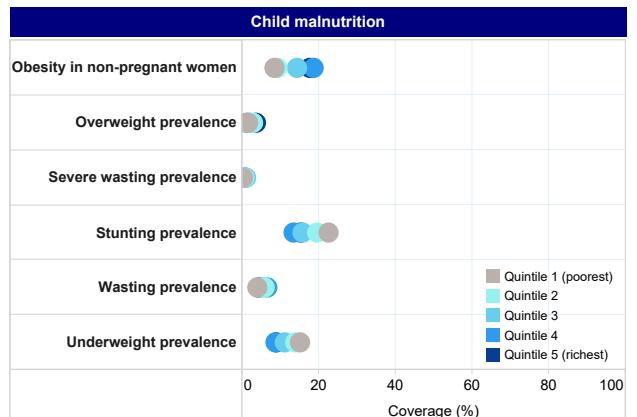 Child malnutrition
Obesity in non-pregnant women
Overweight prevalence
Severe wasting prevalence
Stunting prevalence
Wasting prevalence
Underweight prevalence
Quintile 1 (poorest)
Quintile 2
Quintile 3
Quintile 4
Quintile 5 (richest)
0 20 40 60 80 100
Coverage (%)